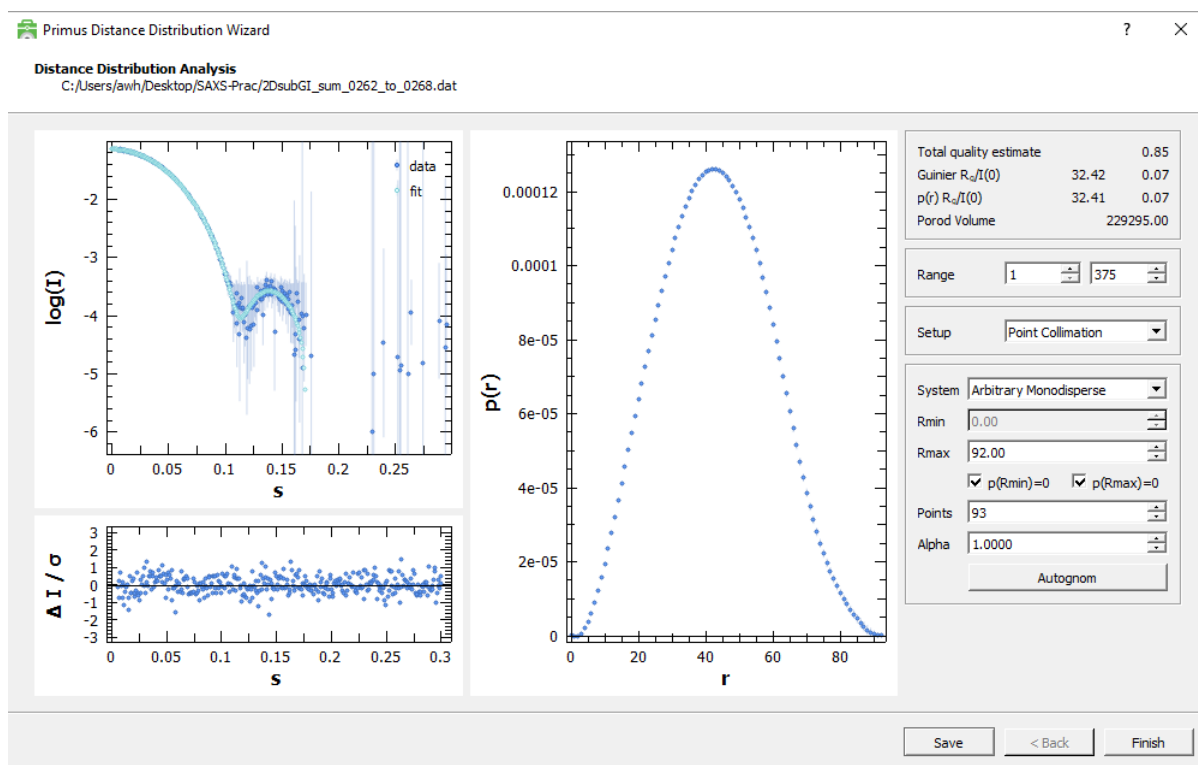 Primus Distance Distribution Wizard ? ×
Distance Distribution Analysis
C:/Users/awh/Desktop/SAXS-Prac/2DsubGI_sum_0262_to_0268.dat
data
fit
-2
-3
-4
-5
-6
log(I)
0 0.05 0.1 0.15 0.2 0.25
s
3
2
1
0
-1
-2
-3
Δ I / σ
0 0.05 0.1 0.15 0.2 0.25 0.3
s
0.00012
0.0001
8e-05
6e-05
4e-05
2e-05
0
p(r)
0 20 40 60 80
r
Total quality estimate 0.85
Guinier Rg/I(0) 32.42 0.07
p(r) Rg/I(0) 32.41 0.07
Porod Volume 229295.00
Range 1 375
Setup Point Collimation
System Arbitrary Monodisperse
Rmin 0.00
Rmax 92.00
p(Rmin)=0 p(Rmax)=0
Points 93
Alpha 1.0000
Autognom
Save < Back Finish